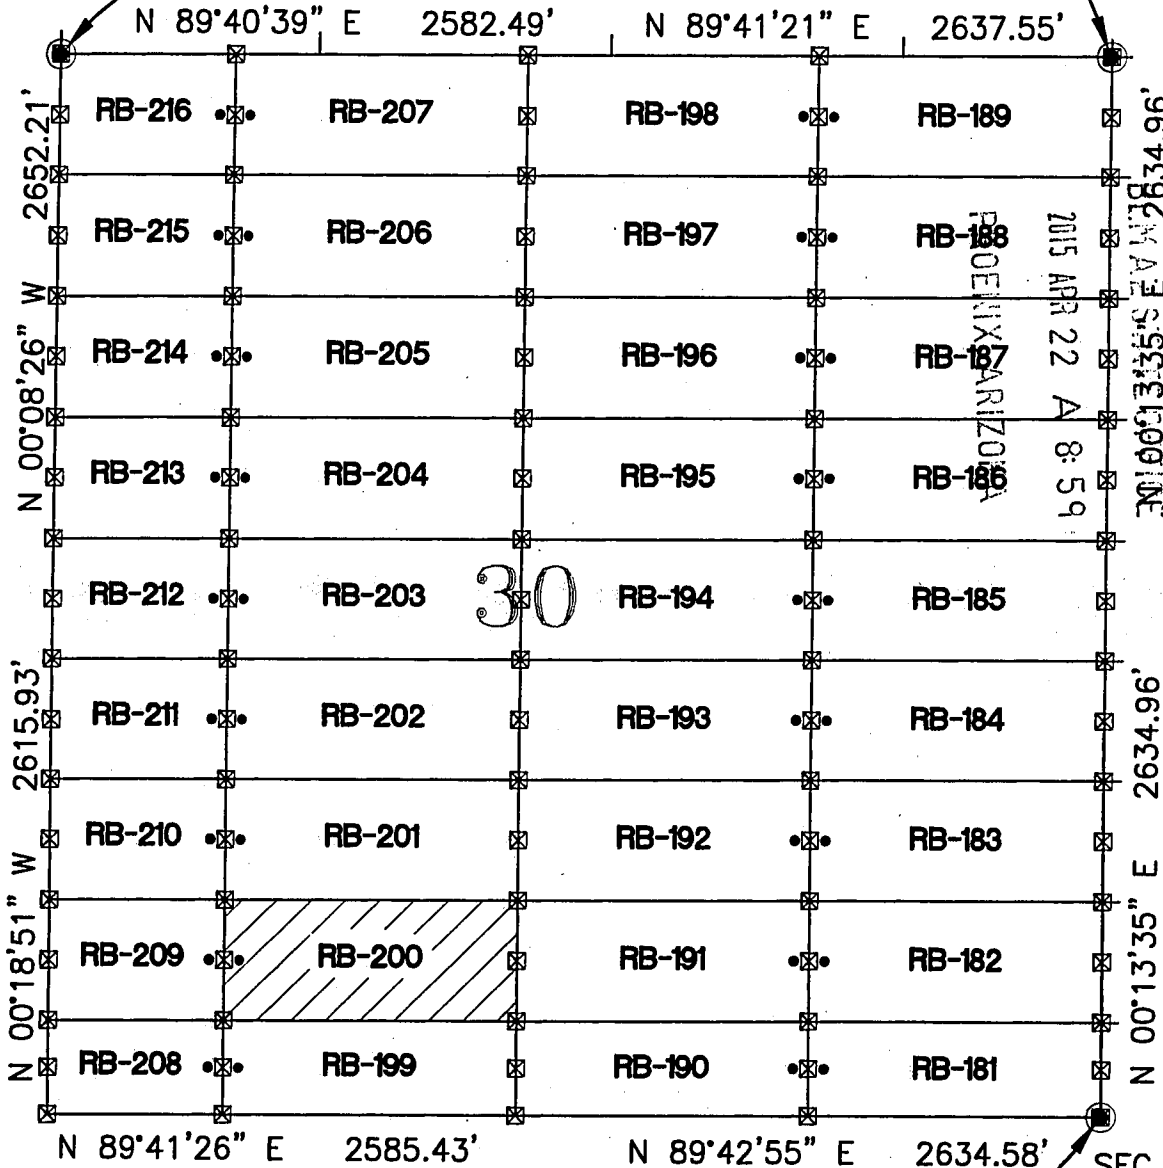 N 89°40'39" E 2582.49' N 89°41'21" E 2637.55'
2652.21'
N 00°08'26" W
2615.93'
N 00°18'51" W
RB-216 RB-207 RB-198 RB-189
RB-215 RB-206 RB-197 RB-188
RB-214 RB-205 RB-196 RB-187
RB-213 RB-204 RB-195 RB-186
RB-212 RB-203 RB-194 RB-185
30
RB-211 RB-202 RB-193 RB-184
RB-210 RB-201 RB-192 RB-183
RB-209 RB-200 RB-191 RB-182
RB-208 RB-199 RB-190 RB-181
2015 APR 22 A 8:59
PHOENIX ARIZONA
2634.96'
N 00°13'35" E
2634.96'
N 00°13'35" E
N 89°41'26" E 2585.43' N 89°42'55" E 2634.58'
SEC